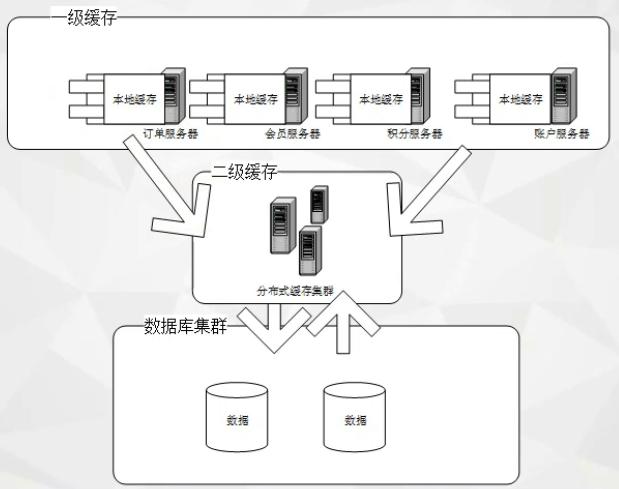 一级缓存
本地缓存
本地缓存
本地缓存
本地缓存
订单服务器
会员服务器
积分服务器
账户服务器
二级缓存
分布式缓存集群
数据库集群
数据
数据